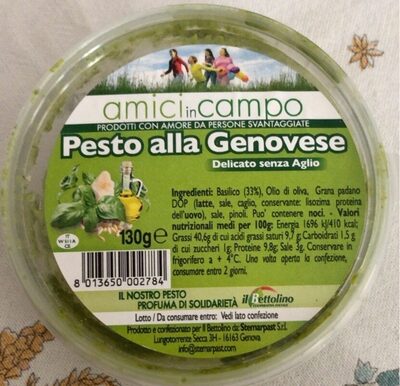 amici in campo
PRODOTTI CON AMORE DA PERSONE SVANTAGGIATE
Pesto alla Genovese
Delicato senza Aglio
Ingredienti: Basilico (33%), Olio di oliva, Grana padano
DOP (latte, sale, caglio, conservante: lisozima proteina
dell'uovo), sale, pinoli. Puo' contenere noci. - Valori
nutrizionali medi per 100g: Energia 1696 kJ/410 kcal;
Grassi 40,6g di cui acidi grassi saturi 9,7 g; Carboidrati 1,5 g
di cui zuccheri 1g; Proteine 9,8g; Sale 3g. Conservare in
frigorifero a + 4°C. Una volta aperto la confezione,
consumare entro 2 giorni.
130g e
IT
CE
8 013650 002784
IL NOSTRO PESTO
PROFUMA DI SOLIDARIETÀ
il Bettolino
Lotto / Da consumare entro: Vedi lato confezione
Prodotto e confezionato per il Bettolino da: Sternarpast S.r.l.
Lungotorrente Secca 3H - 16163 Genova
info@sternarpast.com